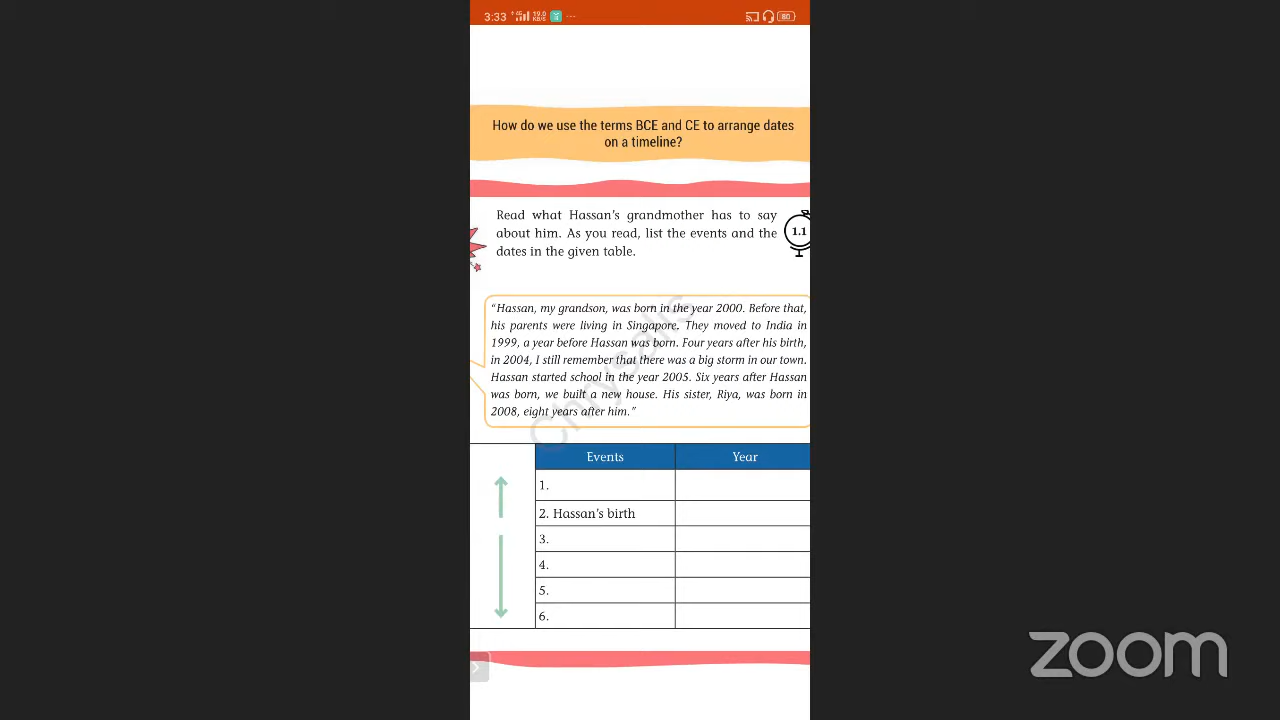 3:33 19.0 KB/S ... 80
How do we use the terms BCE and CE to arrange dates
on a timeline?
Read what Hassan's grandmother has to say
about him. As you read, list the events and the
dates in the given table.
1.1
"Hassan, my grandson, was born in the year 2000. Before that,
his parents were living in Singapore. They moved to India in
1999, a year before Hassan was born. Four years after his birth,
in 2004, I still remember that there was a big storm in our town.
Hassan started school in the year 2005. Six years after Hassan
was born, we built a new house. His sister, Riya, was born in
2008, eight years after him."
Chrysalis
Events Year
1.
2. Hassan's birth
3.
4.
5.
6.
zoom